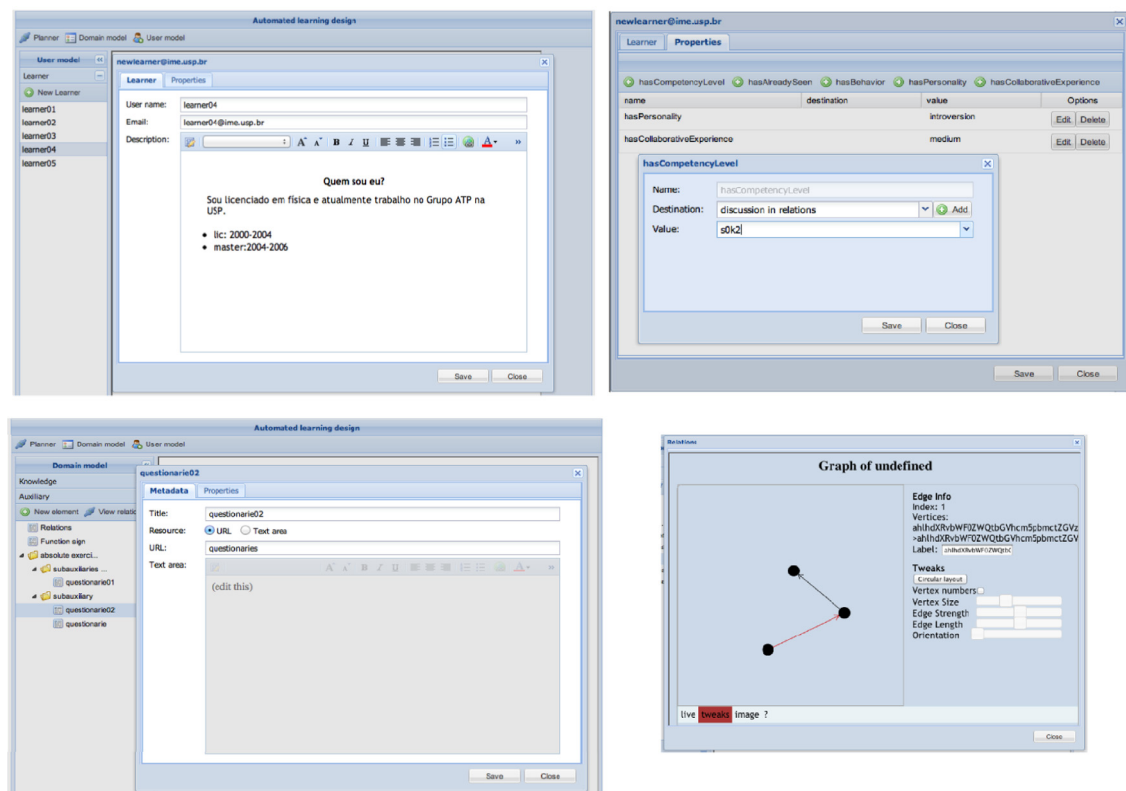 Automated learning design
Planner Domain model User model
User model
Learner
New Learner
learner01
learner02
learner03
learner04
learner05
newlearner@ime.usp.br
Learner Properties
User name: learner04
Email: learner04@ime.usp.br
Description:
Quem sou eu?
Sou licenciado em física e atualmente trabalho no Grupo ATP na
USP.
• lic: 2000-2004
• master:2004-2006
Save Close
newlearner@ime.usp.br
Learner Properties
hasCompetencyLevel hasAlreadySeen hasBehavior hasPersonality hasCollaborativeExperience
name destination value Options
hasPersonality introversion Edit Delete
hasCollaborativeExperience medium Edit Delete
hasCompetencyLevel
Name: hasCompetencyLevel
Destination: discussion in relations Add
Value: s0k2
Save Close
Save Close
Automated learning design
Planner Domain model User model
Domain model
Knowledge
Auxiliary
New element View relatio
Relations
Function sign
absolute exerci...
subauxiliaries ...
questionarie01
subauxiliary
questionarie02
questionarie
questionarie02
Metadata Properties
Title: questionarie02
Resource: URL Text area
URL: questionaries
Text area:
(edit this)
Save Close
Relations
Graph of undefined
Edge Info
Index: 1
Vertices:
Label:
Tweaks
Circular layout
Vertex numbers
Vertex Size
Edge Strength
Edge Length
Orientation
live tweaks image ?
Close